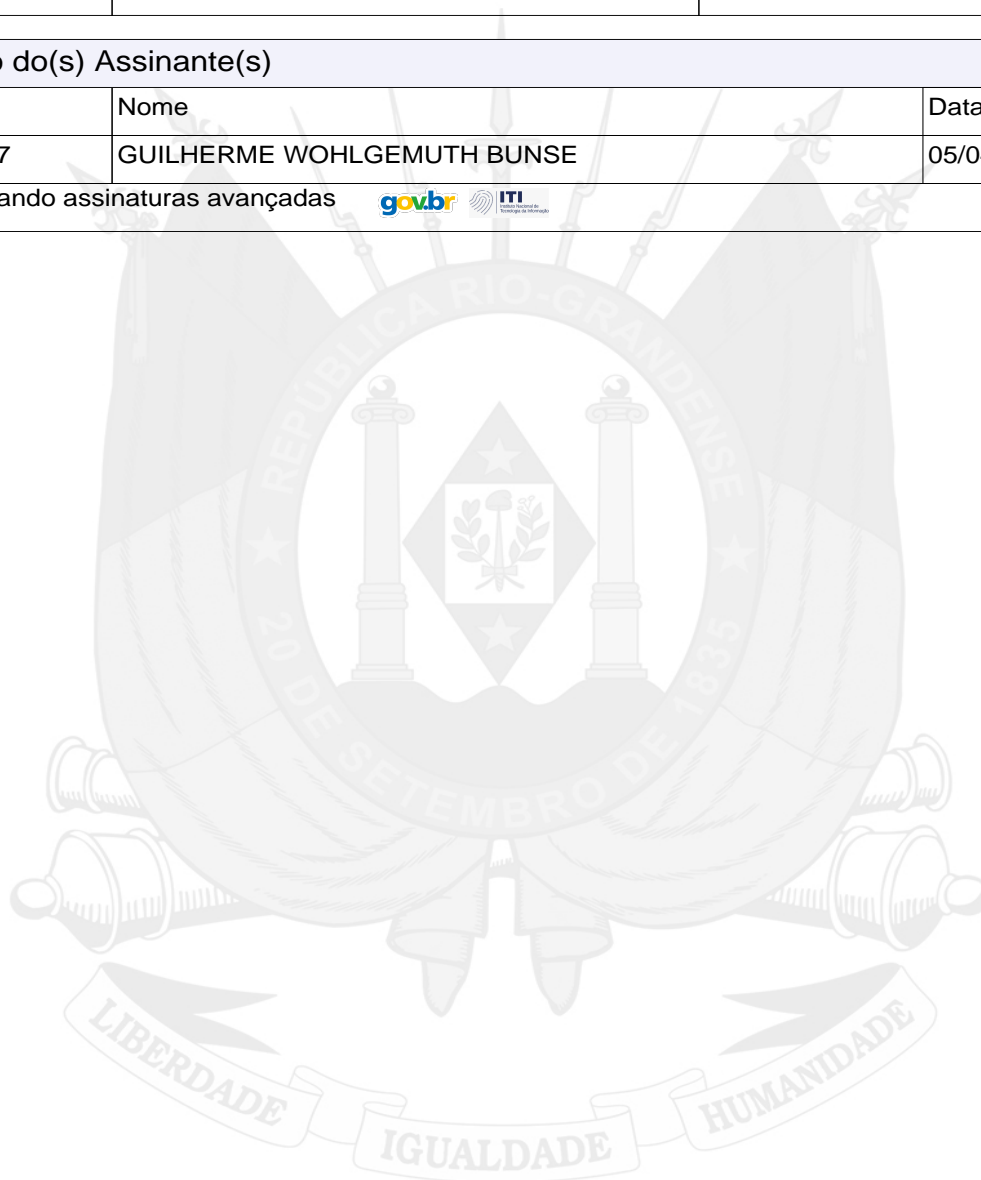 o do(s) Assinante(s)
Nome Data
7 GUILHERME WOHLGEMUTH BUNSE 05/0
ando assinaturas avançadas gov.br ITI
REPÚBLICA RIO-GRANDENSE
20 DE SETEMBRO DE 1835
LIBERDADE IGUALDADE HUMANIDADE